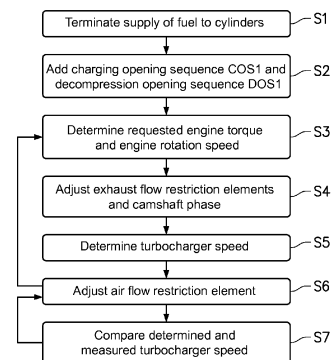 Terminate supply of fuel to cylinders
S1
Add charging opening sequence COS1 and
decompression opening sequence DOS1
S2
Determine requested engine torque
and engine rotation speed
S3
Adjust exhaust flow restriction elements
and camshaft phase
S4
Determine turbocharger speed
S5
Adjust air flow restriction element
S6
Compare determined and
measured turbocharger speed
S7